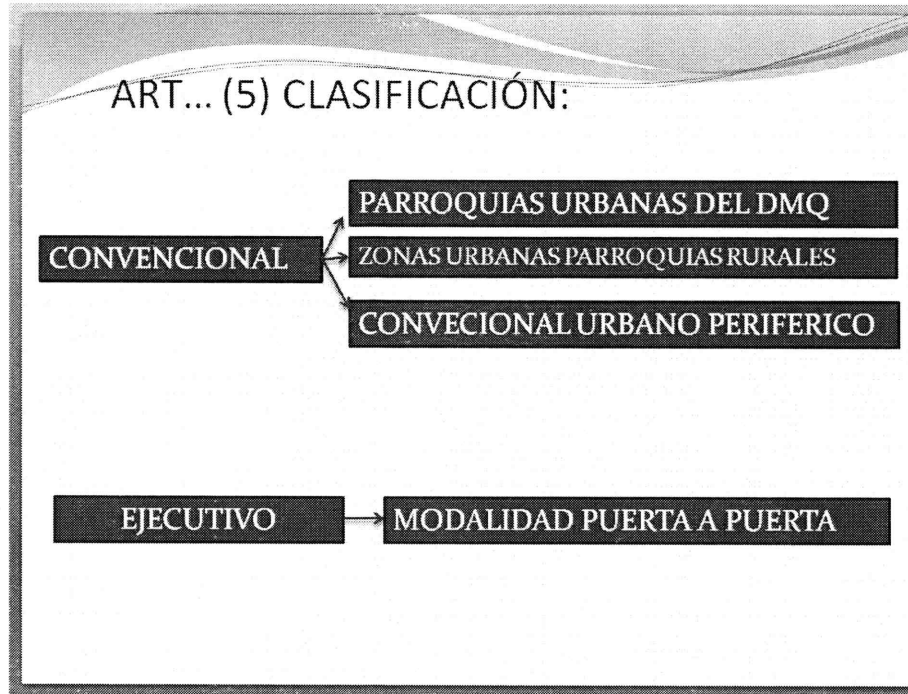 ART... (5) CLASIFICACIÓN:
PARROQUIAS URBANAS DEL DMQ
CONVENCIONAL
ZONAS URBANAS PARROQUIAS RURALES
CONVECIONAL URBANO PERIFERICO
EJECUTIVO
MODALIDAD PUERTA A PUERTA